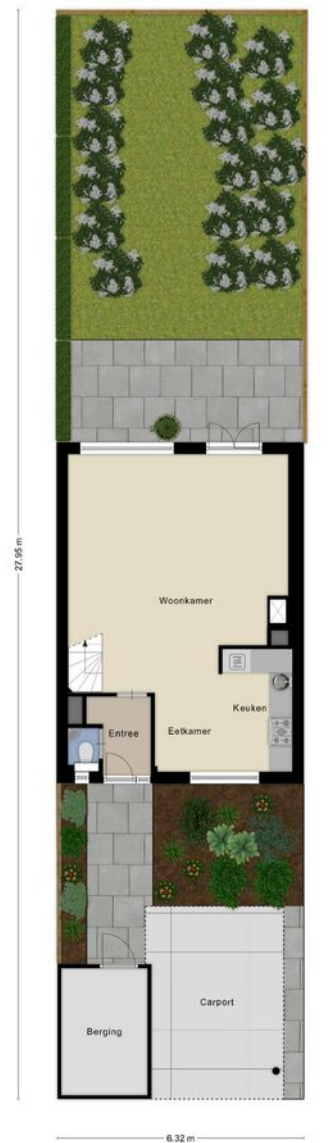 27.95 m
Woonkamer
Keuken
Entree
Eetkamer
Carport
Berging
6.32 m